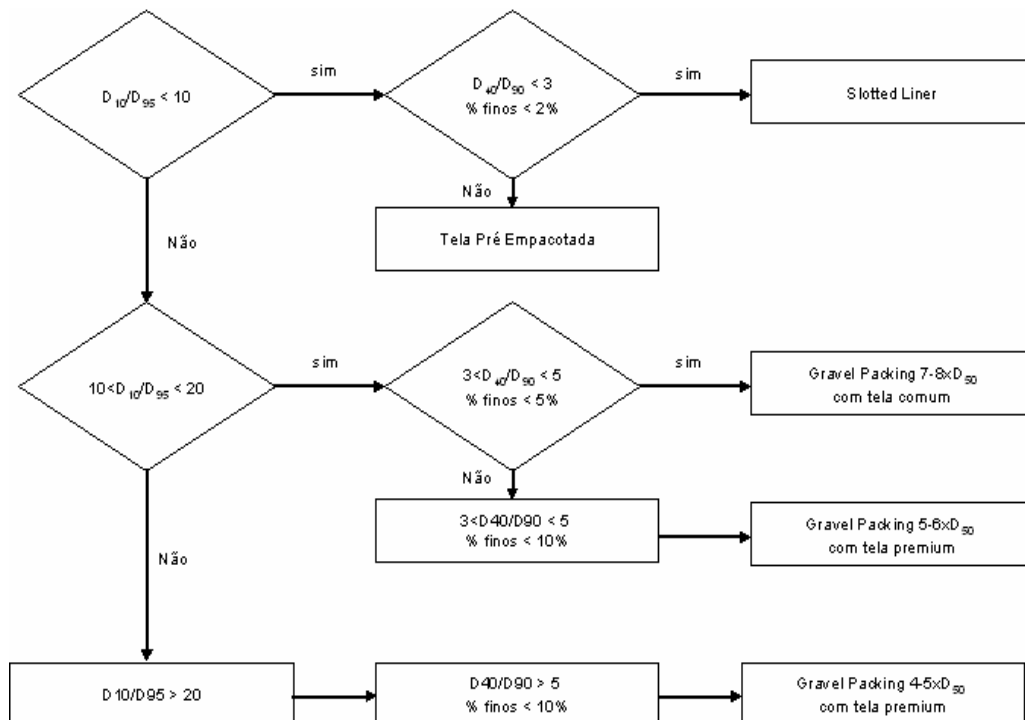 D10/D95 < 10
sim
D40/D90 < 3
% finos < 2%
sim
Slotted Liner
Não
Tela Pré Empacotada
Não
10<D10/D95 < 20
sim
3<D40/D90 < 5
% finos < 5%
sim
Gravel Packing 7-8xD50
com tela comum
Não
3<D40/D90 < 5
% finos < 10%
Gravel Packing 5-6xD50
com tela premium
Não
D10/D95 > 20
D40/D90 > 5
% finos < 10%
Gravel Packing 4-5xD50
com tela premium